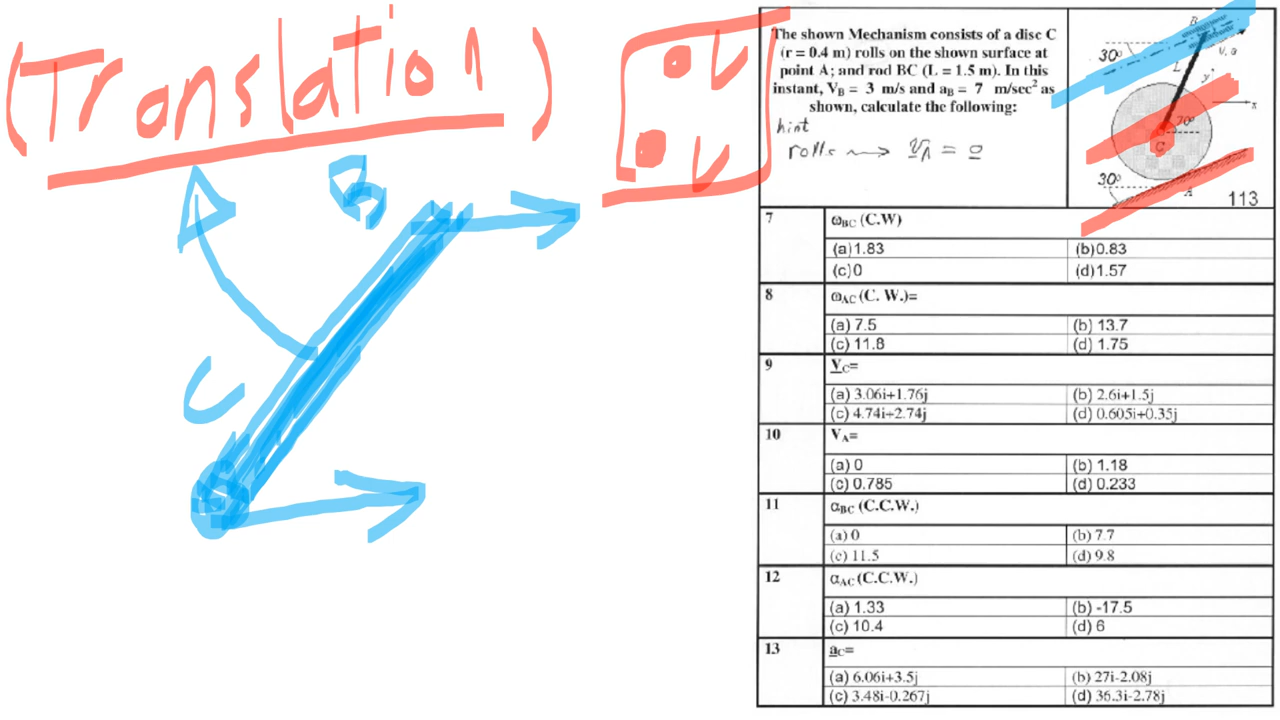 (Translation)
v
v
B
C
The shown Mechanism consists of a disc C
(r = 0.4 m) rolls on the shown surface at
point A; and rod BC (L = 1.5 m). In this
instant, VB = 3 m/s and aB = 7 m/sec² as
shown, calculate the following:
hint
rolls → VA = 0
B
30°
V, a
L
y
x
70°
C
30°
A
113
7
ωBC (C.W)
(a) 1.83
(b) 0.83
(c) 0
(d) 1.57
8
ωAC (C. W.)=
(a) 7.5
(b) 13.7
(c) 11.8
(d) 1.75
9
VC=
(a) 3.06i+1.76j
(b) 2.6i+1.5j
(c) 4.74i+2.74j
(d) 0.605i+0.35j
10
VA=
(a) 0
(b) 1.18
(c) 0.785
(d) 0.233
11
αBC (C.C.W.)
(a) 0
(b) 7.7
(c) 11.5
(d) 9.8
12
αAC (C.C.W.)
(a) 1.33
(b) -17.5
(c) 10.4
(d) 6
13
aC=
(a) 6.06i+3.5j
(b) 27i-2.08j
(c) 3.48i-0.267j
(d) 36.3i-2.78j